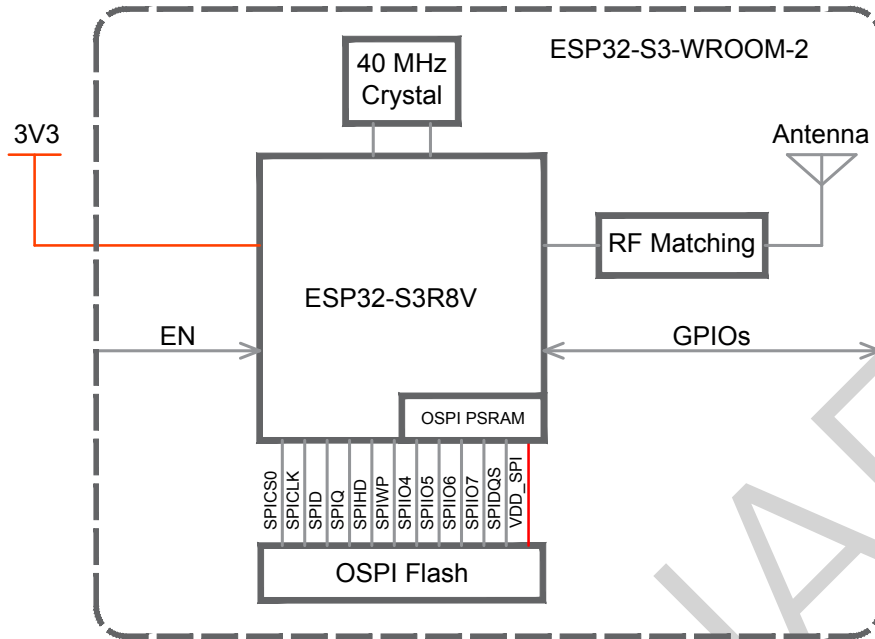 ESP32-S3-WROOM-2
40 MHz
Crystal
3V3
Antenna
RF Matching
ESP32-S3R8V
EN
GPIOs
OSPI PSRAM
SPICS0
SPICLK
SPID
SPIQ
SPIHD
SPIWP
SPIIO4
SPIIO5
SPIIO6
SPIIO7
SPIDQS
VDD_SPI
OSPI Flash